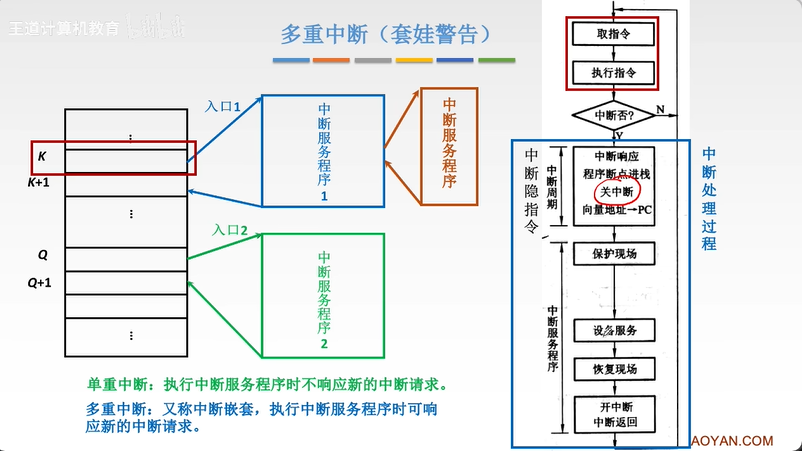 王道计算机教育
多重中断（套娃警告）
入口1
K
K+1
⋮
Q
Q+1
⋮
中断服务程序1
中断服务程序
入口2
中断服务程序2
单重中断：执行中断服务程序时不响应新的中断请求。
多重中断：又称中断嵌套，执行中断服务程序时可响
应新的中断请求。
取指令
执行指令
中断否?
N
Y
中断隐指令
中断周期
中断响应
程序断点进栈
关中断
向量地址→PC
中断处理过程
中断服务程序
保护现场
设备服务
恢复现场
开中断
中断返回
AOYAN.COM